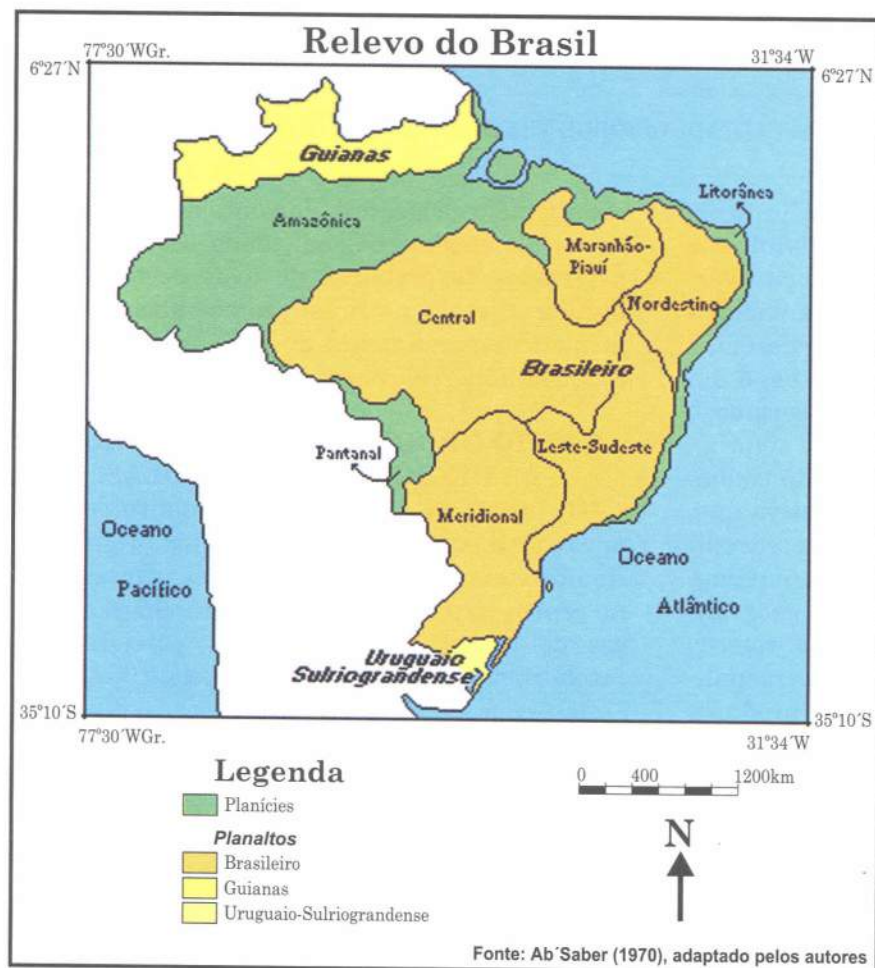 Relevo do Brasil
77°30´WGr.
31°34´W
6°27´N
6°27´N
Guianas
Litorânea
Amazônica
Maranhão-
Piauí
Central
Nordestino
Brasileiro
Pantanal
Leste-Sudeste
Meridional
Oceano
Pacífico
Oceano
Atlântico
Uruguaio
Sulriograndense
35°10´S
35°10´S
77°30´WGr.
31°34´W
Legenda
Planícies
Planaltos
Brasileiro
Guianas
Uruguaio-Sulriograndense
0 400 1200km
N
Fonte: Ab´Saber (1970), adaptado pelos autores